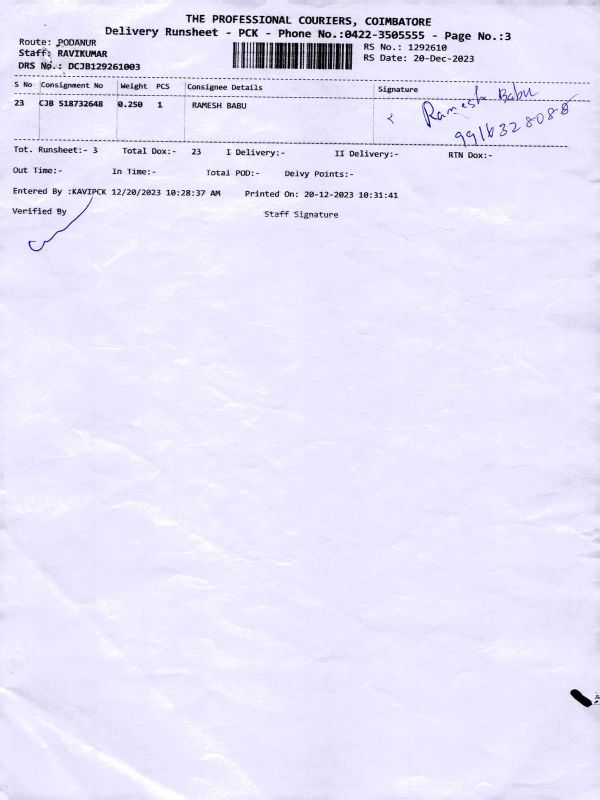 THE PROFESSIONAL COURIERS, COIMBATORE
Delivery Runsheet - PCK - Phone No.:0422-3505555 - Page No.:3
Route: PODANUR
Staff: RAVIKUMAR
DRS No.: DCJB129261003
RS No.: 1292610
RS Date: 20-Dec-2023
S No Consignment No Weight PCS Consignee Details Signature
23 CJB 518732648 0.250 1 RAMESH BABU
Ramesh Babu
9916328088
Tot. Runsheet:- 3 Total Dox:- 23 I Delivery:- II Delivery:- RTN Dox:-
Out Time:- In Time:- Total POD:- Delvy Points:-
Entered By :KAVIPCK 12/20/2023 10:28:37 AM Printed On: 20-12-2023 10:31:41
Verified By Staff Signature